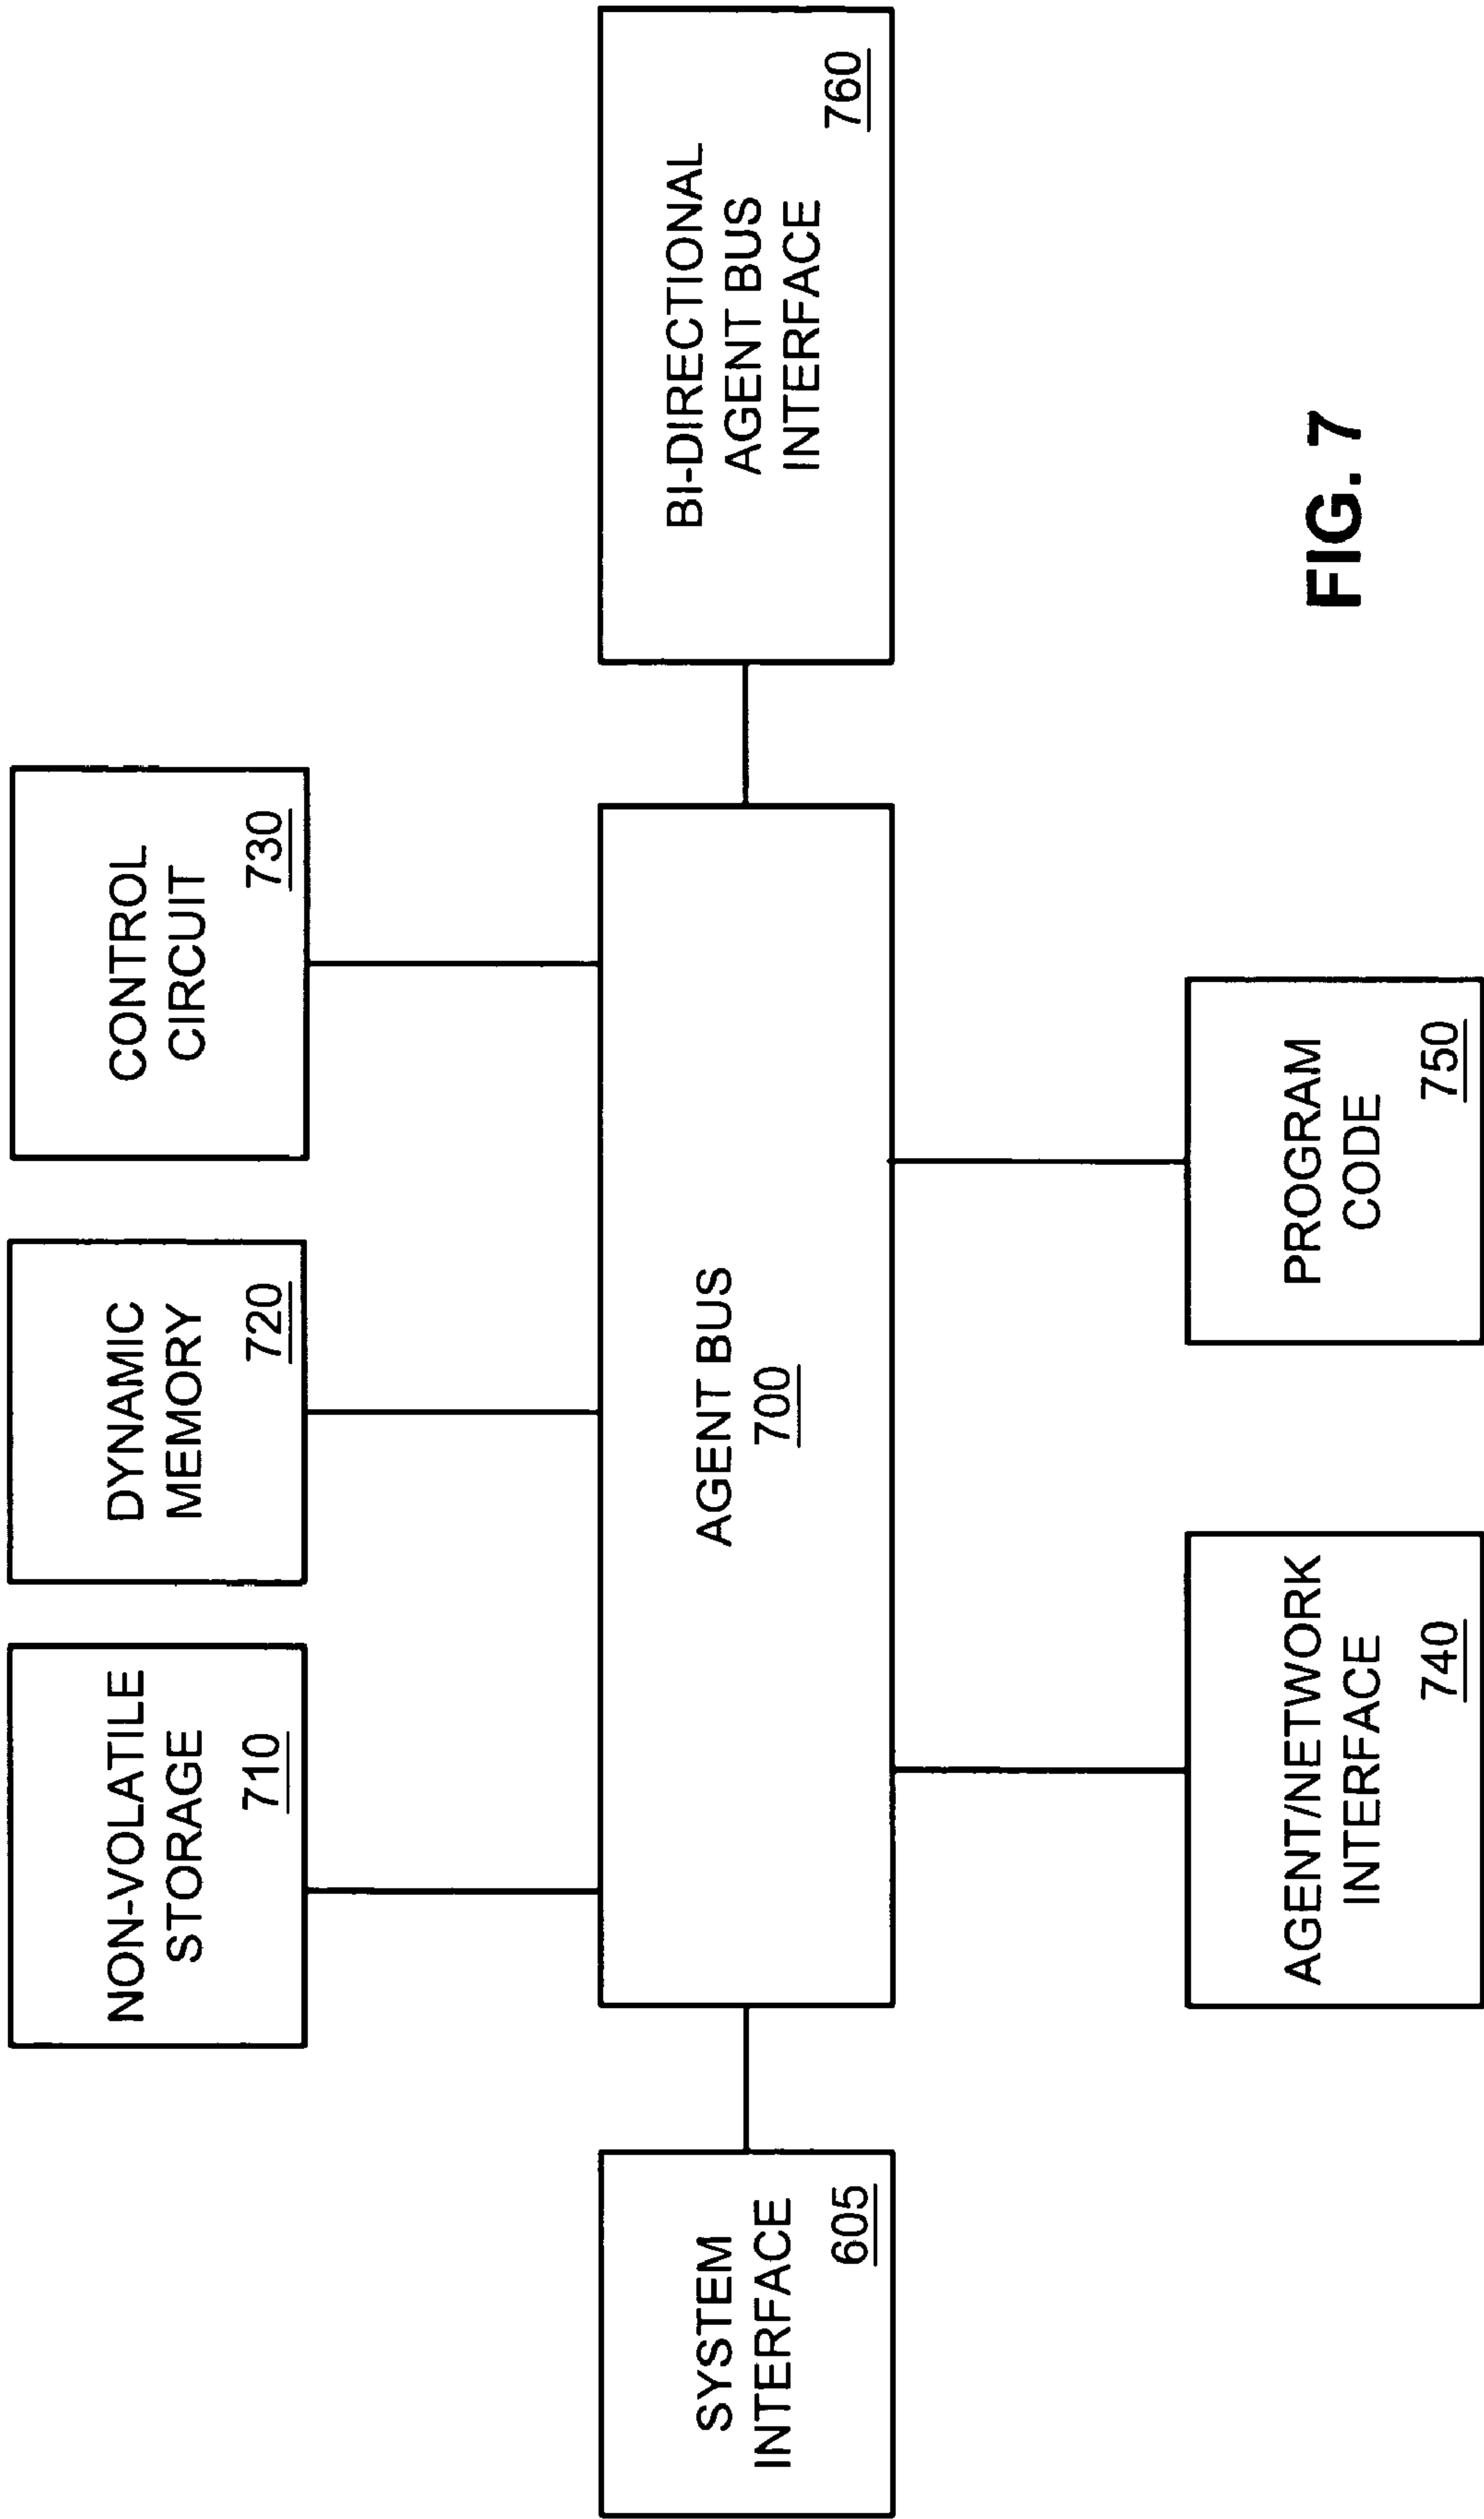 NON-VOLATILE
STORAGE
710
DYNAMIC
MEMORY
720
CONTROL
CIRCUIT
730
SYSTEM
INTERFACE
605
AGENT BUS
700
BI-DIRECTIONAL
AGENT BUS
INTERFACE
760
AGENT/NETWORK
INTERFACE
740
PROGRAM
CODE
750
FIG. 7